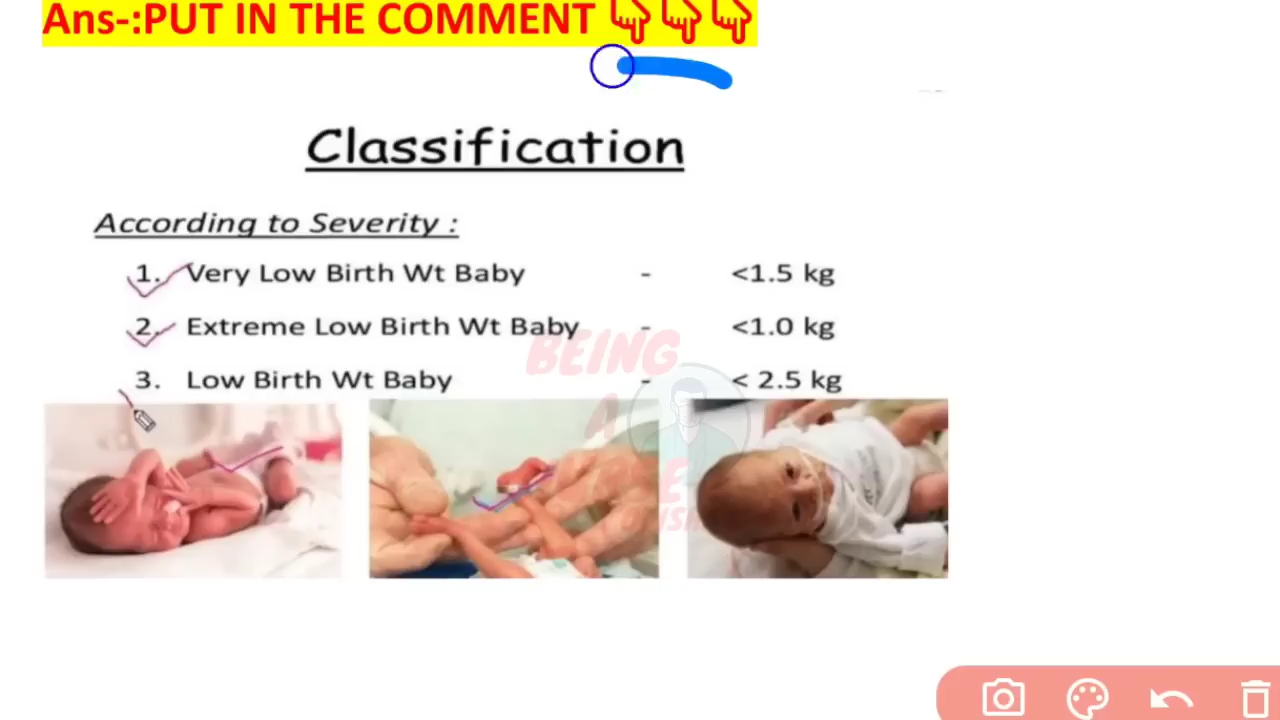 Ans-:PUT IN THE COMMENT 👇👇👇
Classification
According to Severity :
1. Very Low Birth Wt Baby - <1.5 kg
2. Extreme Low Birth Wt Baby - <1.0 kg
3. Low Birth Wt Baby - < 2.5 kg
BEING
A